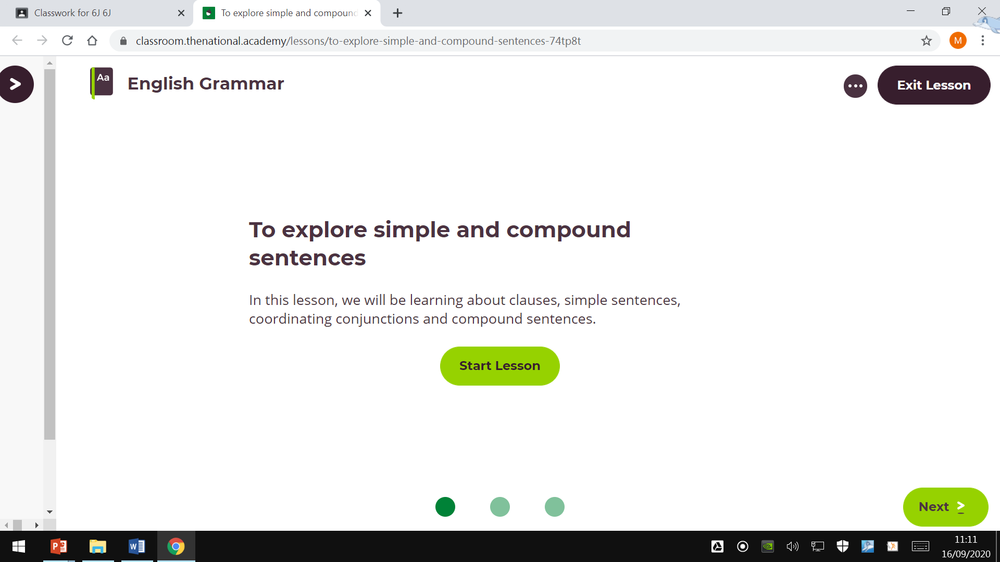 Classwork for 6J 6J
To explore simple and compound
classroom.thenational.academy/lessons/to-explore-simple-and-compound-sentences-74tp8t
M
Aa
English Grammar
Exit Lesson
To explore simple and compound
sentences
In this lesson, we will be learning about clauses, simple sentences,
coordinating conjunctions and compound sentences.
Start Lesson
Next
11:11
16/09/2020